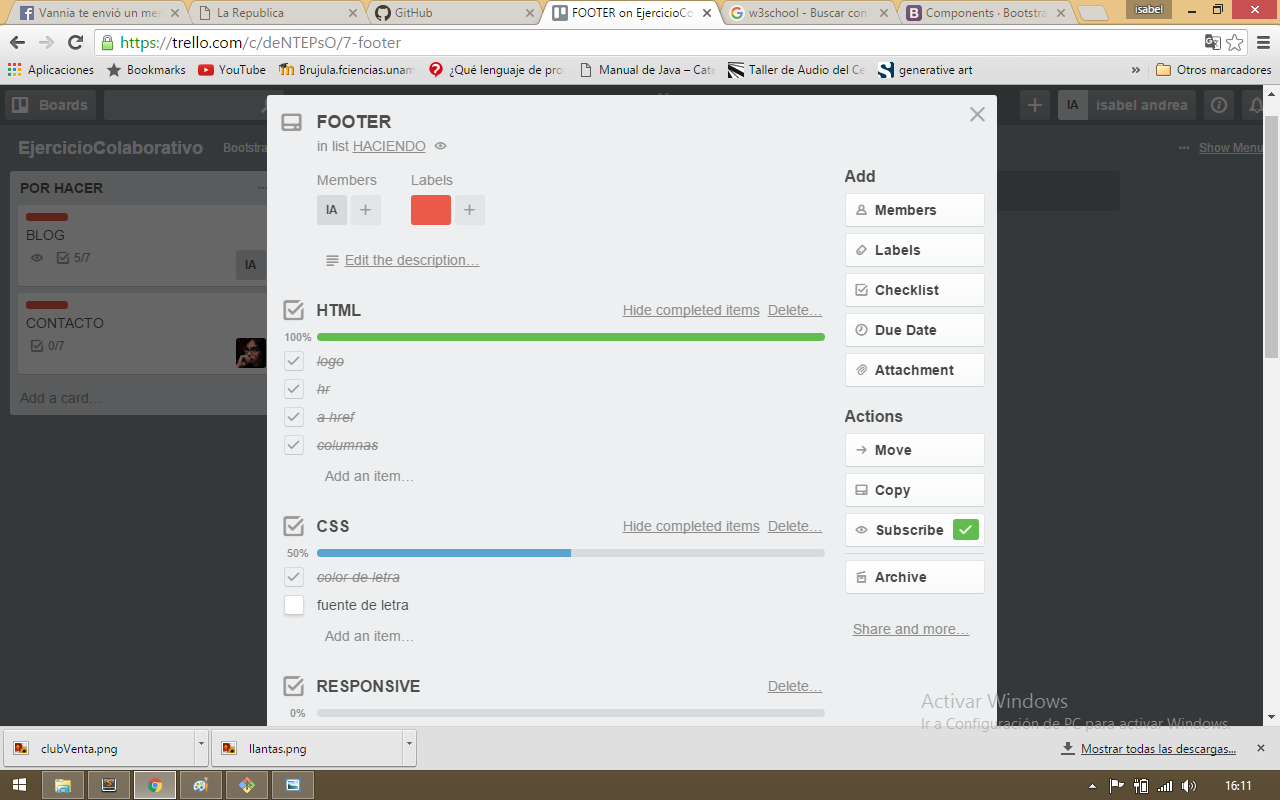 Vannia te envió un me
La Republica
GitHub
FOOTER on EjercicioCo
w3school - Buscar con
Components · Bootstra
isabel
https://trello.com/c/deNTEPsO/7-footer
Aplicaciones
Bookmarks
YouTube
Brujula.fciencias.unam
¿Qué lenguaje de pro
Manual de Java – Cate
Taller de Audio del Ce
generative art
»
Otros marcadores
Boards
IA
isabel andrea
EjercicioColaborativo
Bootstra
Show Menu
POR HACER
BLOG
5/7
IA
CONTACTO
0/7
Add a card…
FOOTER
in list HACIENDO
Members
Labels
IA
Edit the description…
HTML
Hide completed items
Delete…
100%
logo
hr
a href
columnas
Add an item…
CSS
Hide completed items
Delete…
50%
color de letra
fuente de letra
Add an item…
RESPONSIVE
Delete…
0%
Add
Members
Labels
Checklist
Due Date
Attachment
Actions
Move
Copy
Subscribe
Archive
Share and more…
Activar Windows
Ir a Configuración de PC para activar Windows.
clubVenta.png
llantas.png
Mostrar todas las descargas...
16:11